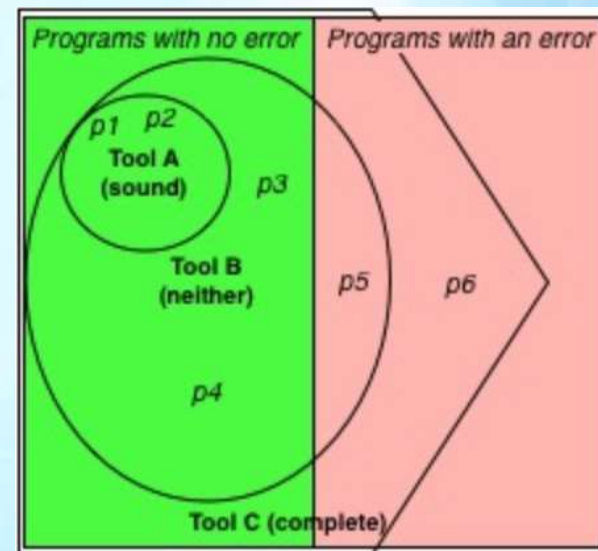 Programs with no error
Programs with an error
p1
p2
Tool A
(sound)
p3
Tool B
(neither)
p5
p6
p4
Tool C (complete)